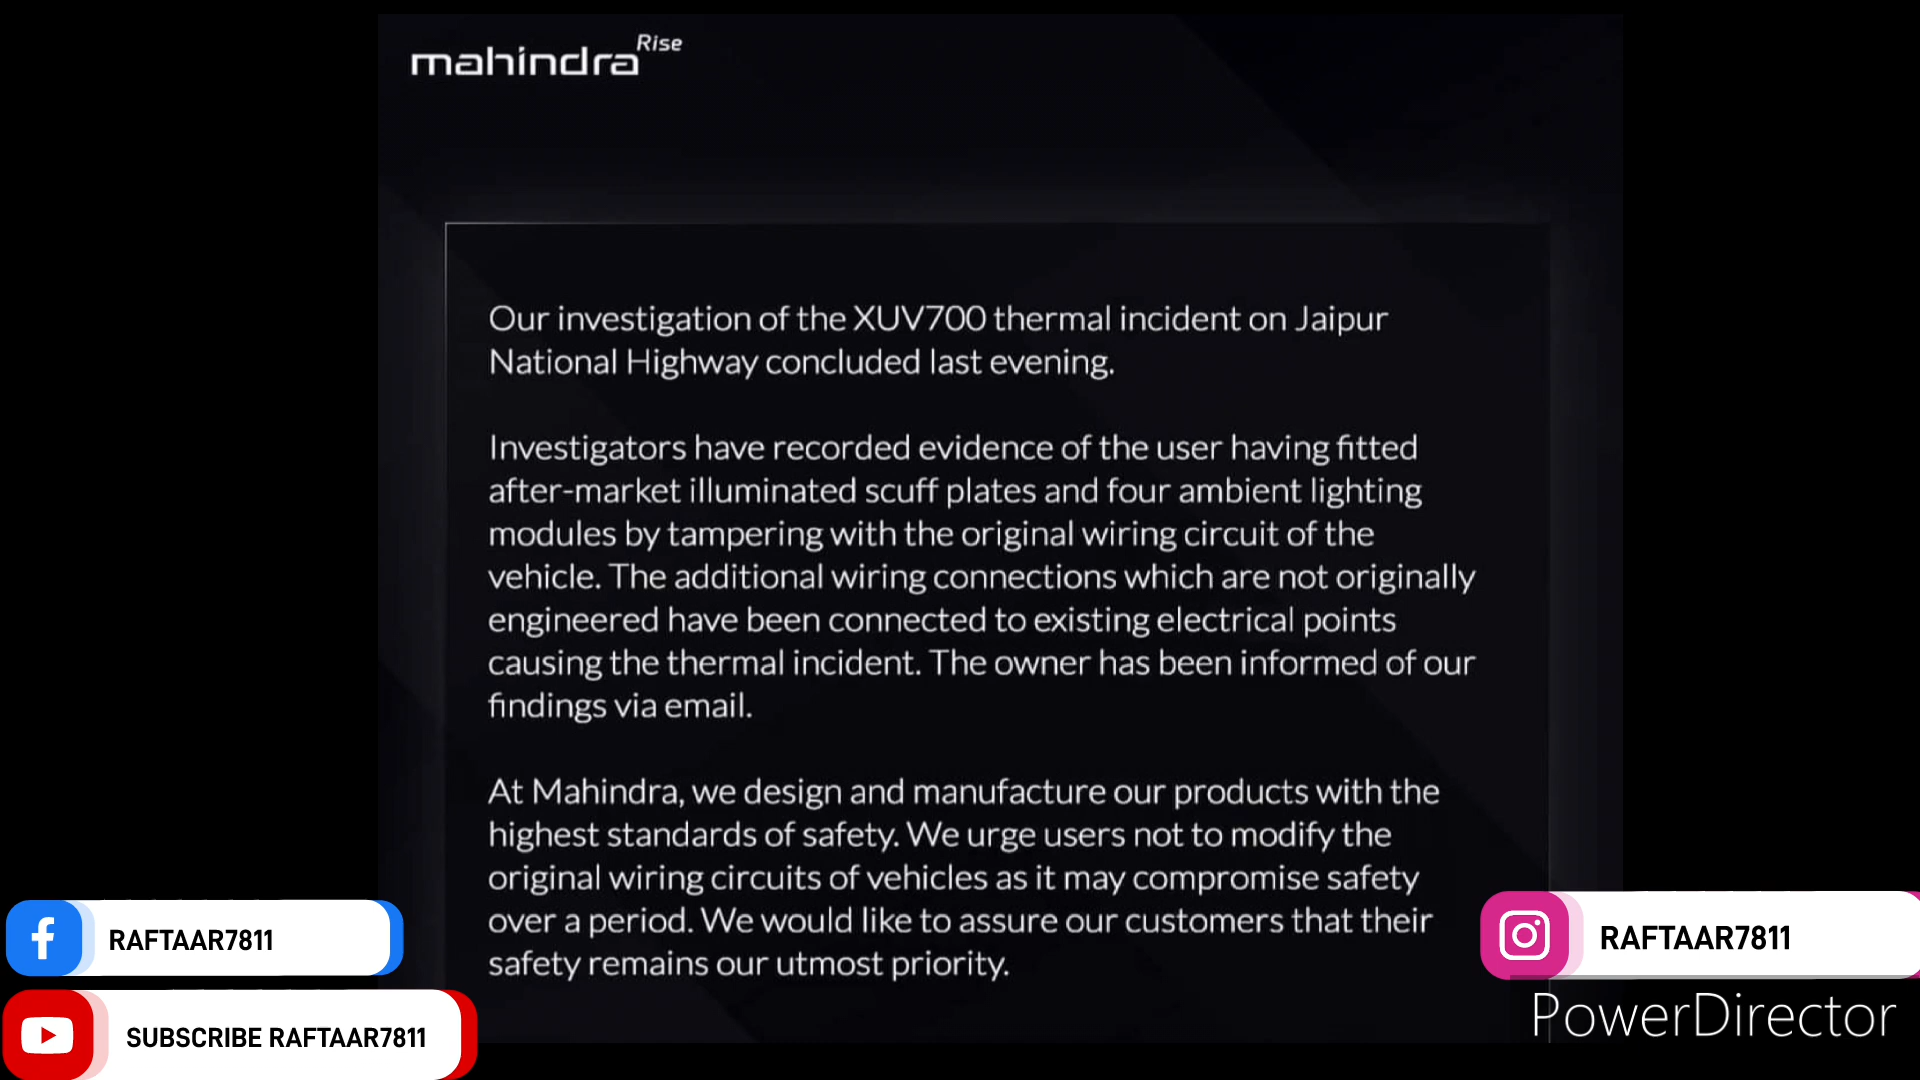 mahindra Rise
Our investigation of the XUV700 thermal incident on Jaipur
National Highway concluded last evening.
Investigators have recorded evidence of the user having fitted
after-market illuminated scuff plates and four ambient lighting
modules by tampering with the original wiring circuit of the
vehicle. The additional wiring connections which are not originally
engineered have been connected to existing electrical points
causing the thermal incident. The owner has been informed of our
findings via email.
At Mahindra, we design and manufacture our products with the
highest standards of safety. We urge users not to modify the
original wiring circuits of vehicles as it may compromise safety
over a period. We would like to assure our customers that their
safety remains our utmost priority.
RAFTAAR7811
SUBSCRIBE RAFTAAR7811
RAFTAAR7811
PowerDirector